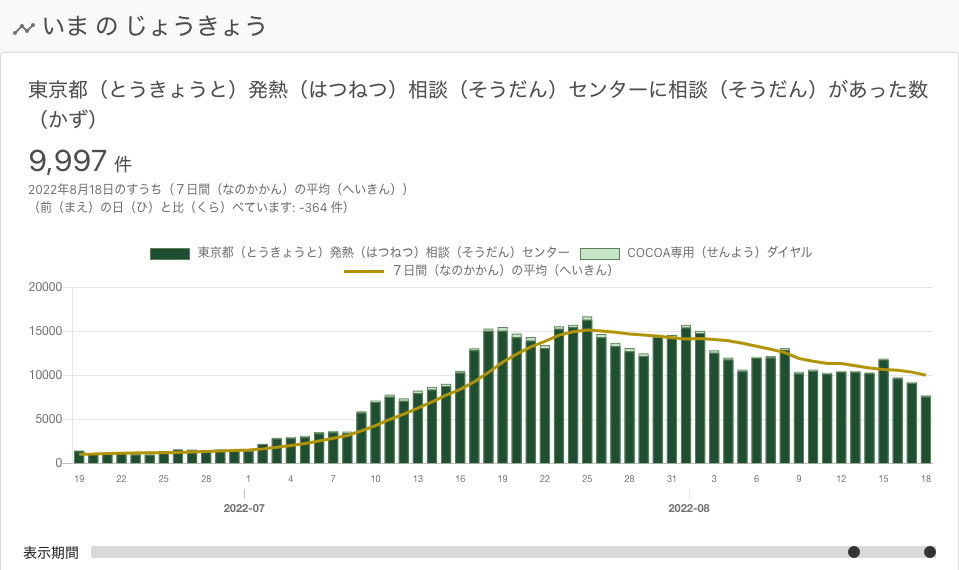 いま の じょうきょう
東京都（とうきょうと）発熱（はつねつ）相談（そうだん）センターに相談（そうだん）があった数
（かず）
9,997 件
2022年8月18日のすうち（７日間（なのかかん）の平均（へいきん））
（前（まえ）の日（ひ）と比（くら）べています: -364 件）
東京都（とうきょうと）発熱（はつねつ）相談（そうだん）センター COCOA専用（せんよう）ダイヤル
７日間（なのかかん）の平均（へいきん）
20000
15000
10000
5000
0
19 22 25 28 1 4 7 10 13 16 19 22 25 28 31 3 6 9 12 15 18
2022-07 2022-08
表示期間